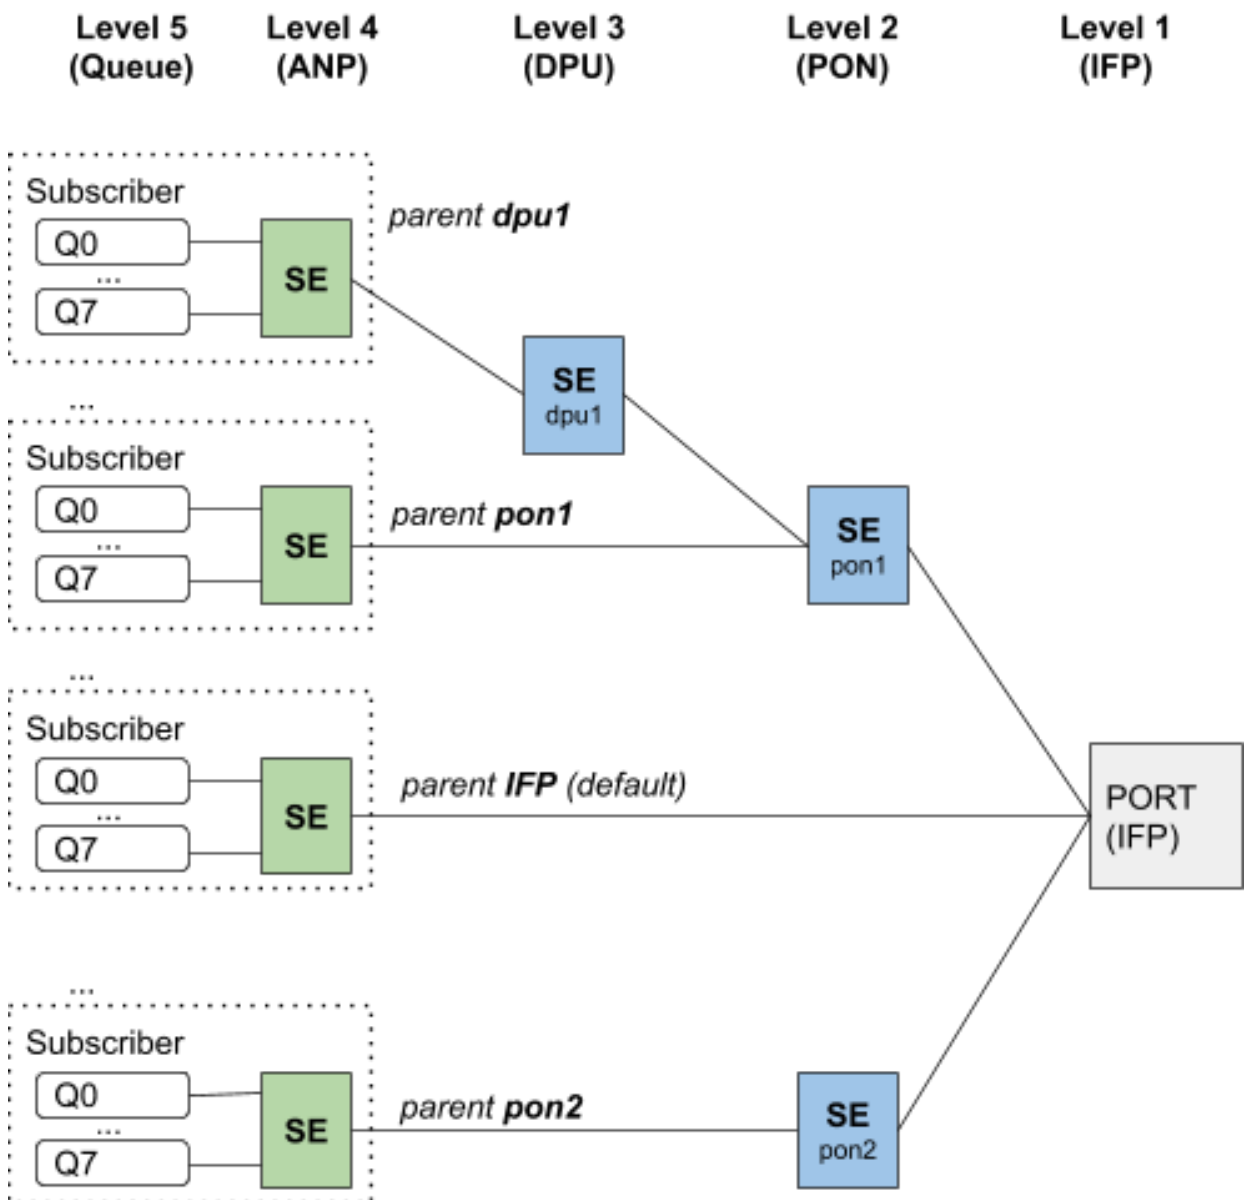 Level 5 Level 4 Level 3 Level 2 Level 1
(Queue) (ANP) (DPU) (PON) (IFP)
Subscriber
parent dpu1
Q0
...
SE
Q7
SE
dpu1
...
Subscriber
Q0
parent pon1
...
SE
Q7
SE
pon1
...
Subscriber
Q0
parent IFP (default)
...
SE
Q7
PORT
(IFP)
...
Subscriber
Q0
parent pon2
...
SE
Q7
SE
pon2